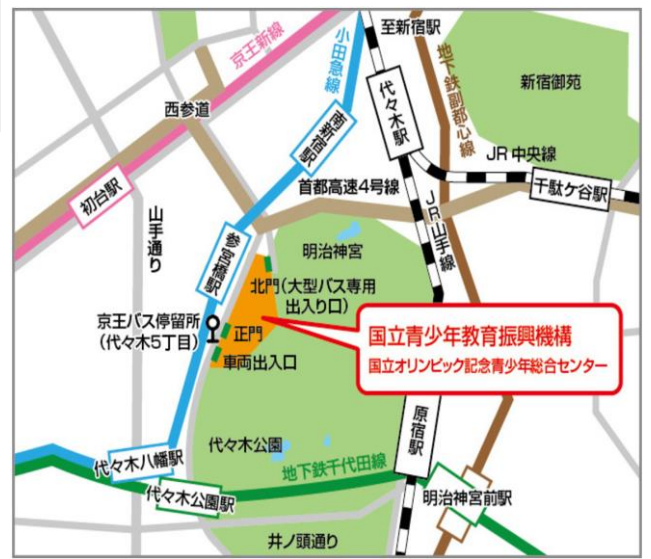 至新宿駅
京王新線
小田急線
地下鉄副都心線
新宿御苑
代々木駅
西参道
南新宿駅
JR中央線
初台駅
首都高速4号線
千駄ケ谷駅
山手通り
JR山手線
参宮橋駅
明治神宮
北門(大型バス専用
出入り口)
京王バス停留所
(代々木5丁目)
正門
車両出入口
国立青少年教育振興機構
国立オリンピック記念青少年総合センター
原宿駅
代々木公園
代々木八幡駅
地下鉄千代田線
代々木公園駅
明治神宮前駅
井ノ頭通り